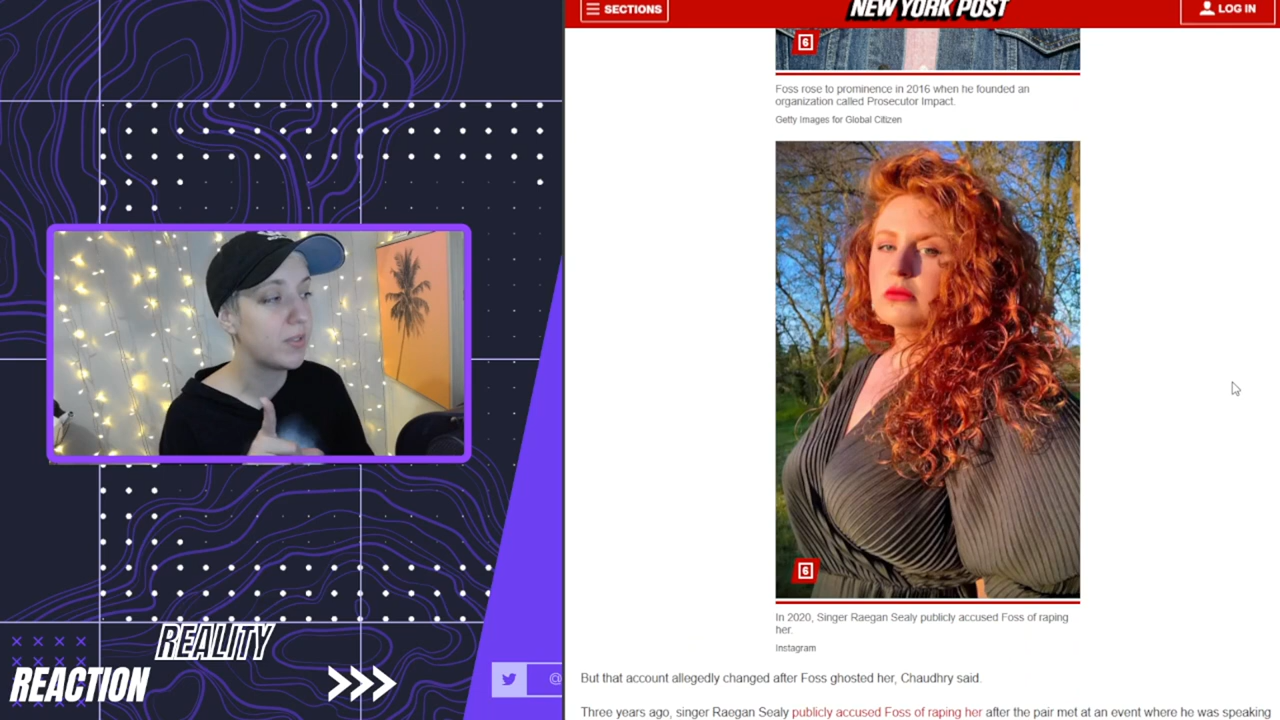 REALITY
REACTION
@
SECTIONS
NEW YORK POST
LOG IN
6
Foss rose to prominence in 2016 when he founded an
organization called Prosecutor Impact.
Getty Images for Global Citizen
6
In 2020, Singer Raegan Sealy publicly accused Foss of raping
her.
Instagram
But that account allegedly changed after Foss ghosted her, Chaudhry said.
Three years ago, singer Raegan Sealy publicly accused Foss of raping her after the pair met at an event where he was speaking